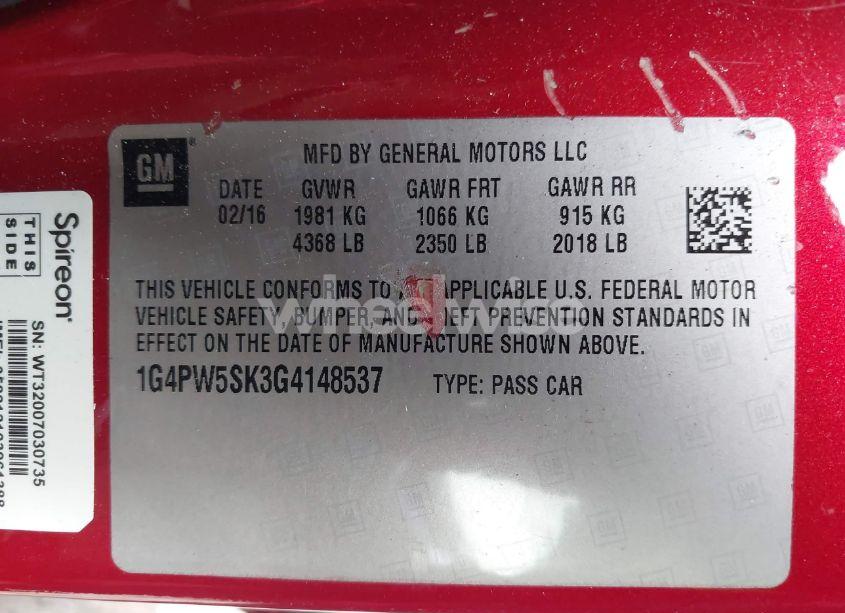 GM
MFD BY GENERAL MOTORS LLC
DATE GVWR GAWR FRT GAWR RR
02/16 1981 KG 1066 KG 915 KG
4368 LB 2350 LB 2018 LB
THIS VEHICLE CONFORMS TO APPLICABLE U.S. FEDERAL MOTOR
VEHICLE SAFETY, BUMPER, AND THEFT PREVENTION STANDARDS IN
EFFECT ON THE DATE OF MANUFACTURE SHOWN ABOVE.
1G4PW5SK3G4148537 TYPE: PASS CAR
wheelwire
Spireon
THIS
SIDE
SN: WT32007030735